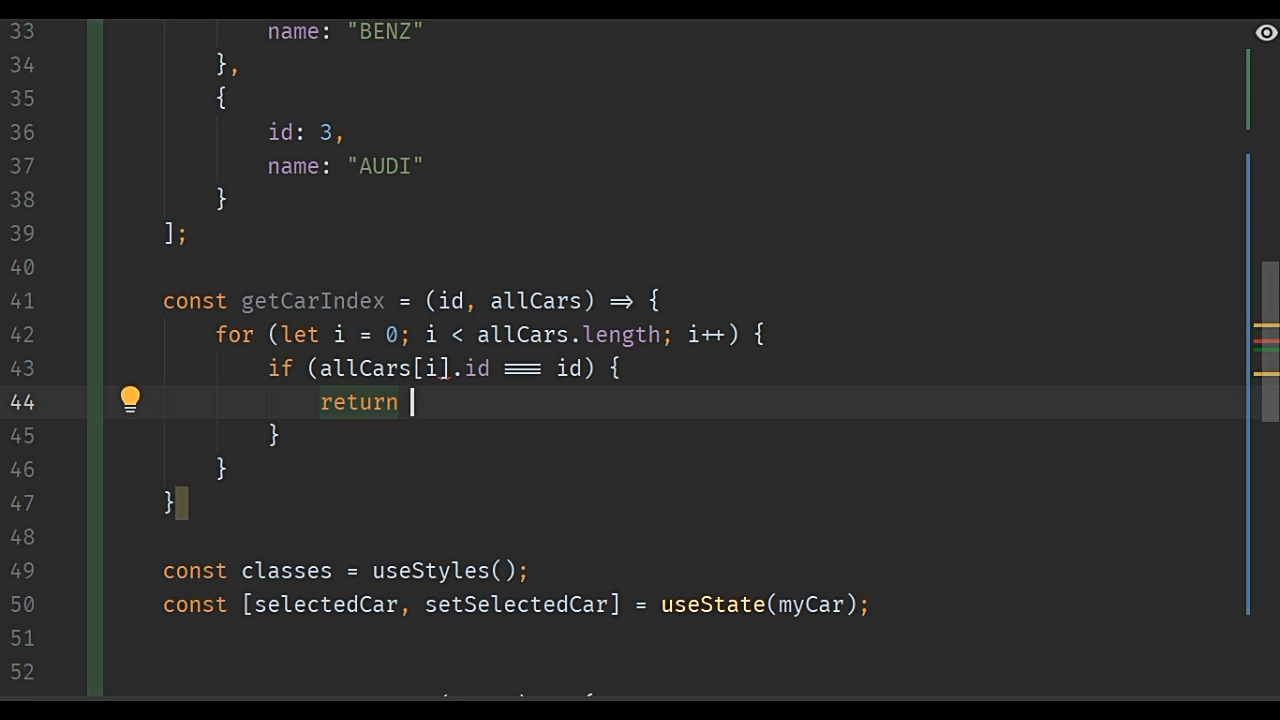 33 name: "BENZ"
34 },
35 {
36 id: 3,
37 name: "AUDI"
38 }
39 ];
40
41 const getCarIndex = (id, allCars) => {
42 for (let i = 0; i < allCars.length; i++) {
43 if (allCars[i].id === id) {
44 return
45 }
46 }
47 }
48
49 const classes = useStyles();
50 const [selectedCar, setSelectedCar] = useState(myCar);
51
52